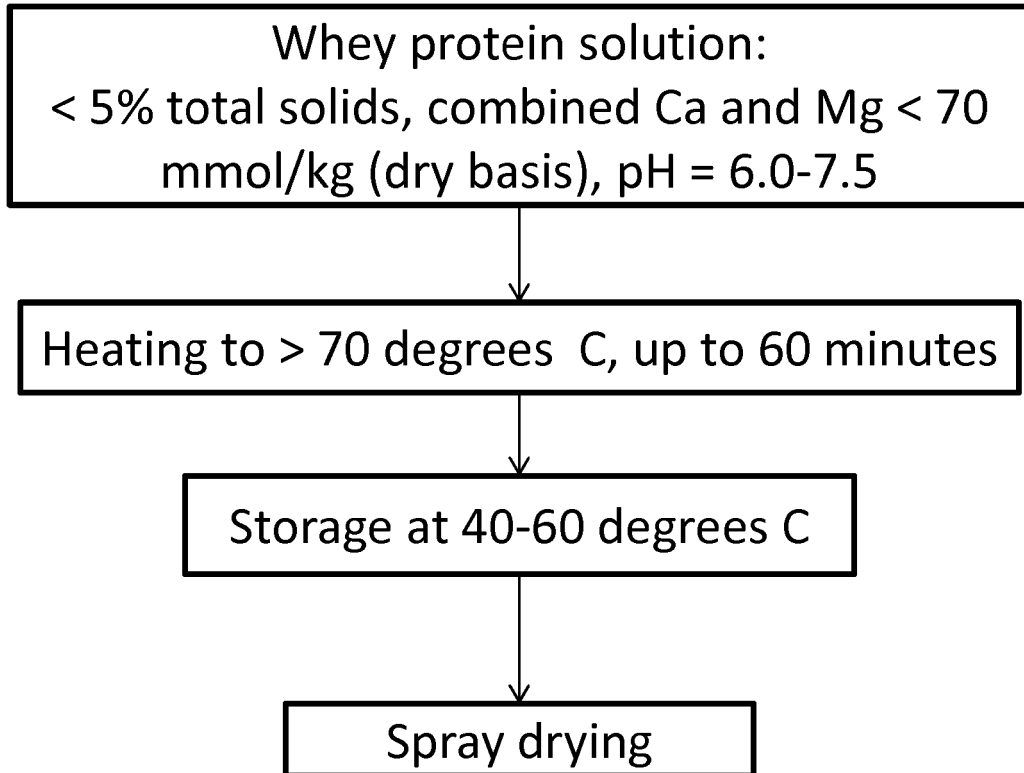 Whey protein solution:
< 5% total solids, combined Ca and Mg < 70
mmol/kg (dry basis), pH = 6.0-7.5
Heating to > 70 degrees  C, up to 60 minutes
Storage at 40-60 degrees C
Spray drying